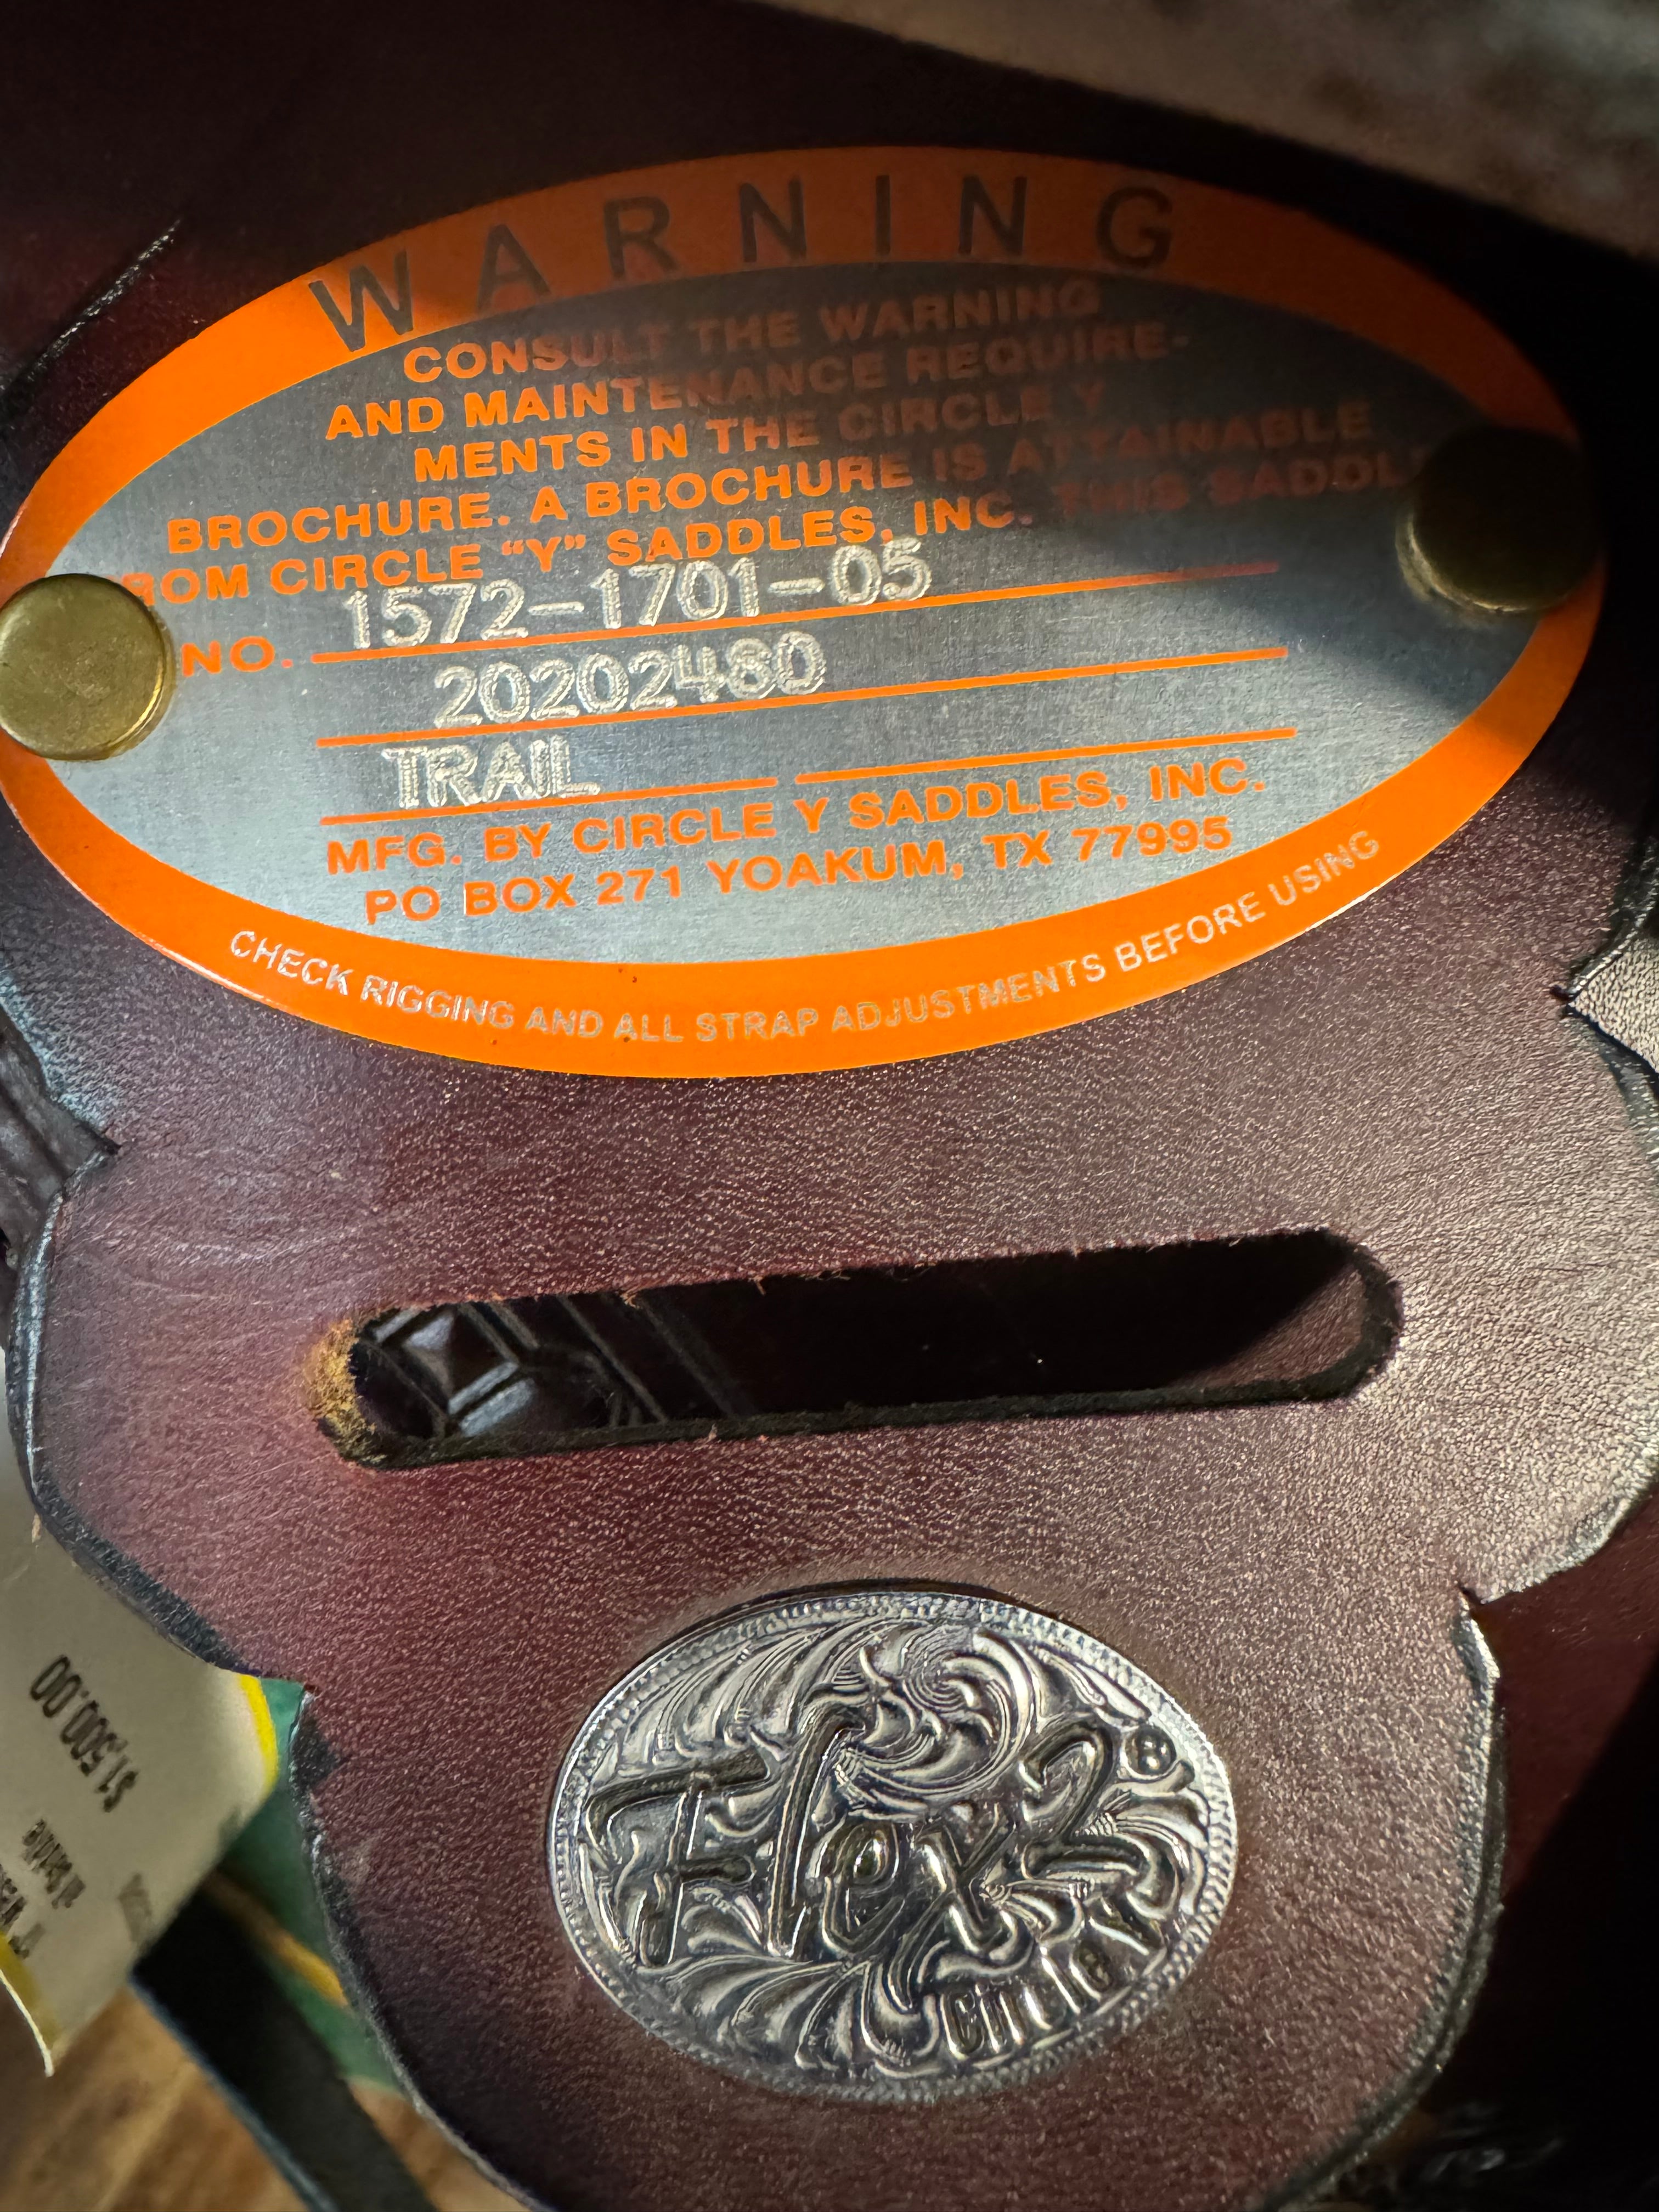 WARNING
CONSULT THE WARNING
AND MAINTENANCE REQUIRE-
MENTS IN THE CIRCLE Y
BROCHURE. A BROCHURE IS ATTAINABLE
FROM CIRCLE "Y" SADDLES, INC. THIS SADDLE
NO. 1572-1701-05
20202480
TRAIL
MFG. BY CIRCLE Y SADDLES, INC.
PO BOX 271 YOAKUM, TX 77995
CHECK RIGGING AND ALL STRAP ADJUSTMENTS BEFORE USING
Flex2®
By
Circle Y
$1,500.00